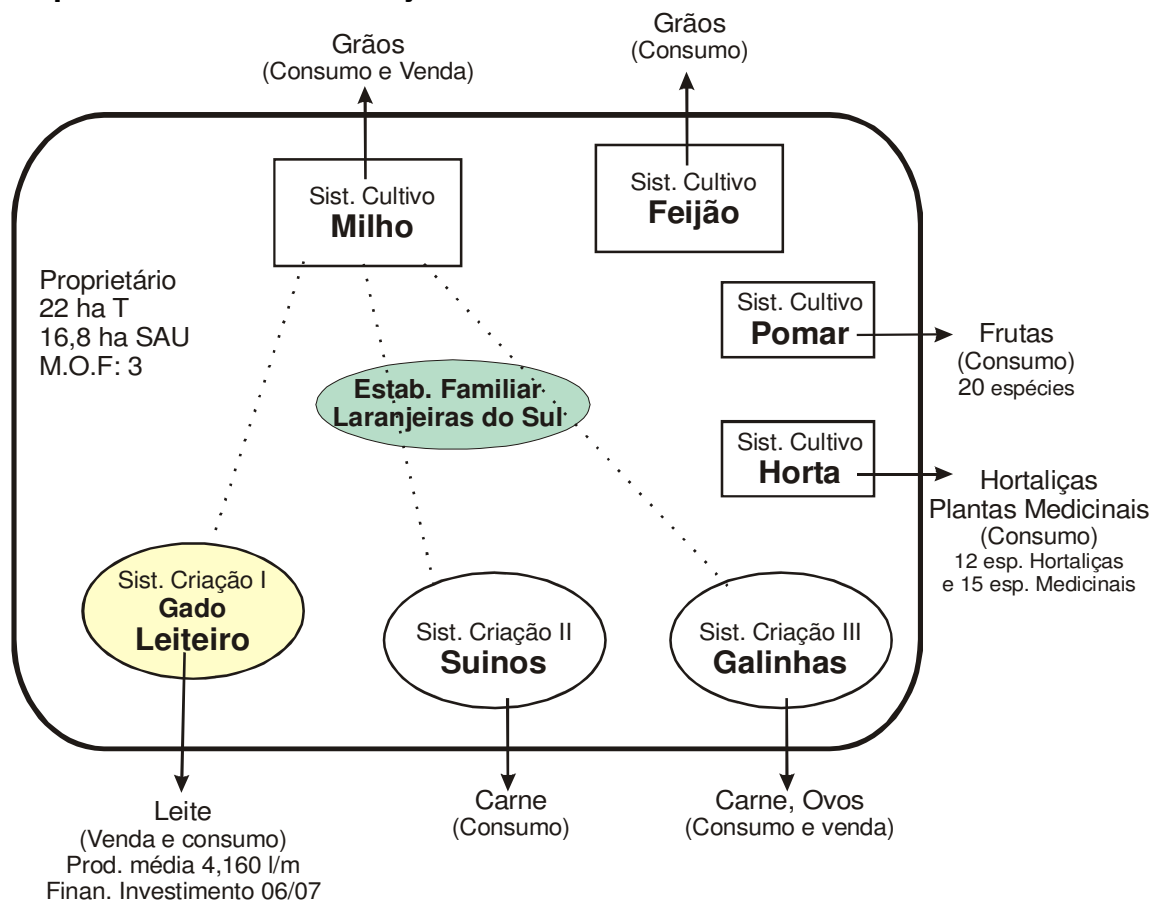 Grãos
(Consumo e Venda)
Grãos
(Consumo)
Sist. Cultivo
Milho
Sist. Cultivo
Feijão
Proprietário
22 ha T
16,8 ha SAU
M.O.F: 3
Sist. Cultivo
Pomar
Frutas
(Consumo)
20 espécies
Estab. Familiar
Laranjeiras do Sul
Sist. Cultivo
Horta
Hortaliças
Plantas Medicinais
(Consumo)
12 esp. Hortaliças
e 15 esp. Medicinais
Sist. Criação I
Gado
Leiteiro
Sist. Criação II
Suinos
Sist. Criação III
Galinhas
Leite
(Venda e consumo)
Prod. média 4,160 l/m
Finan. Investimento 06/07
Carne
(Consumo)
Carne, Ovos
(Consumo e venda)